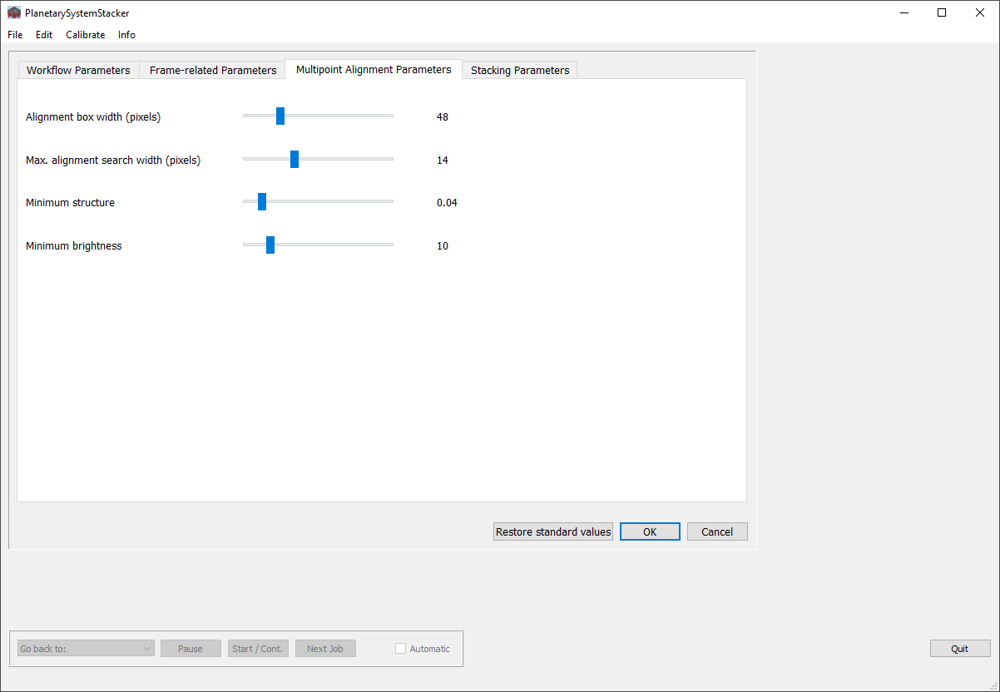 PlanetarySystemStacker
File Edit Calibrate Info
Workflow Parameters Frame-related Parameters Multipoint Alignment Parameters Stacking Parameters
Alignment box width (pixels) 48
Max. alignment search width (pixels) 14
Minimum structure 0.04
Minimum brightness 10
Restore standard values OK Cancel
Go back to: Pause Start / Cont. Next Job Automatic Quit